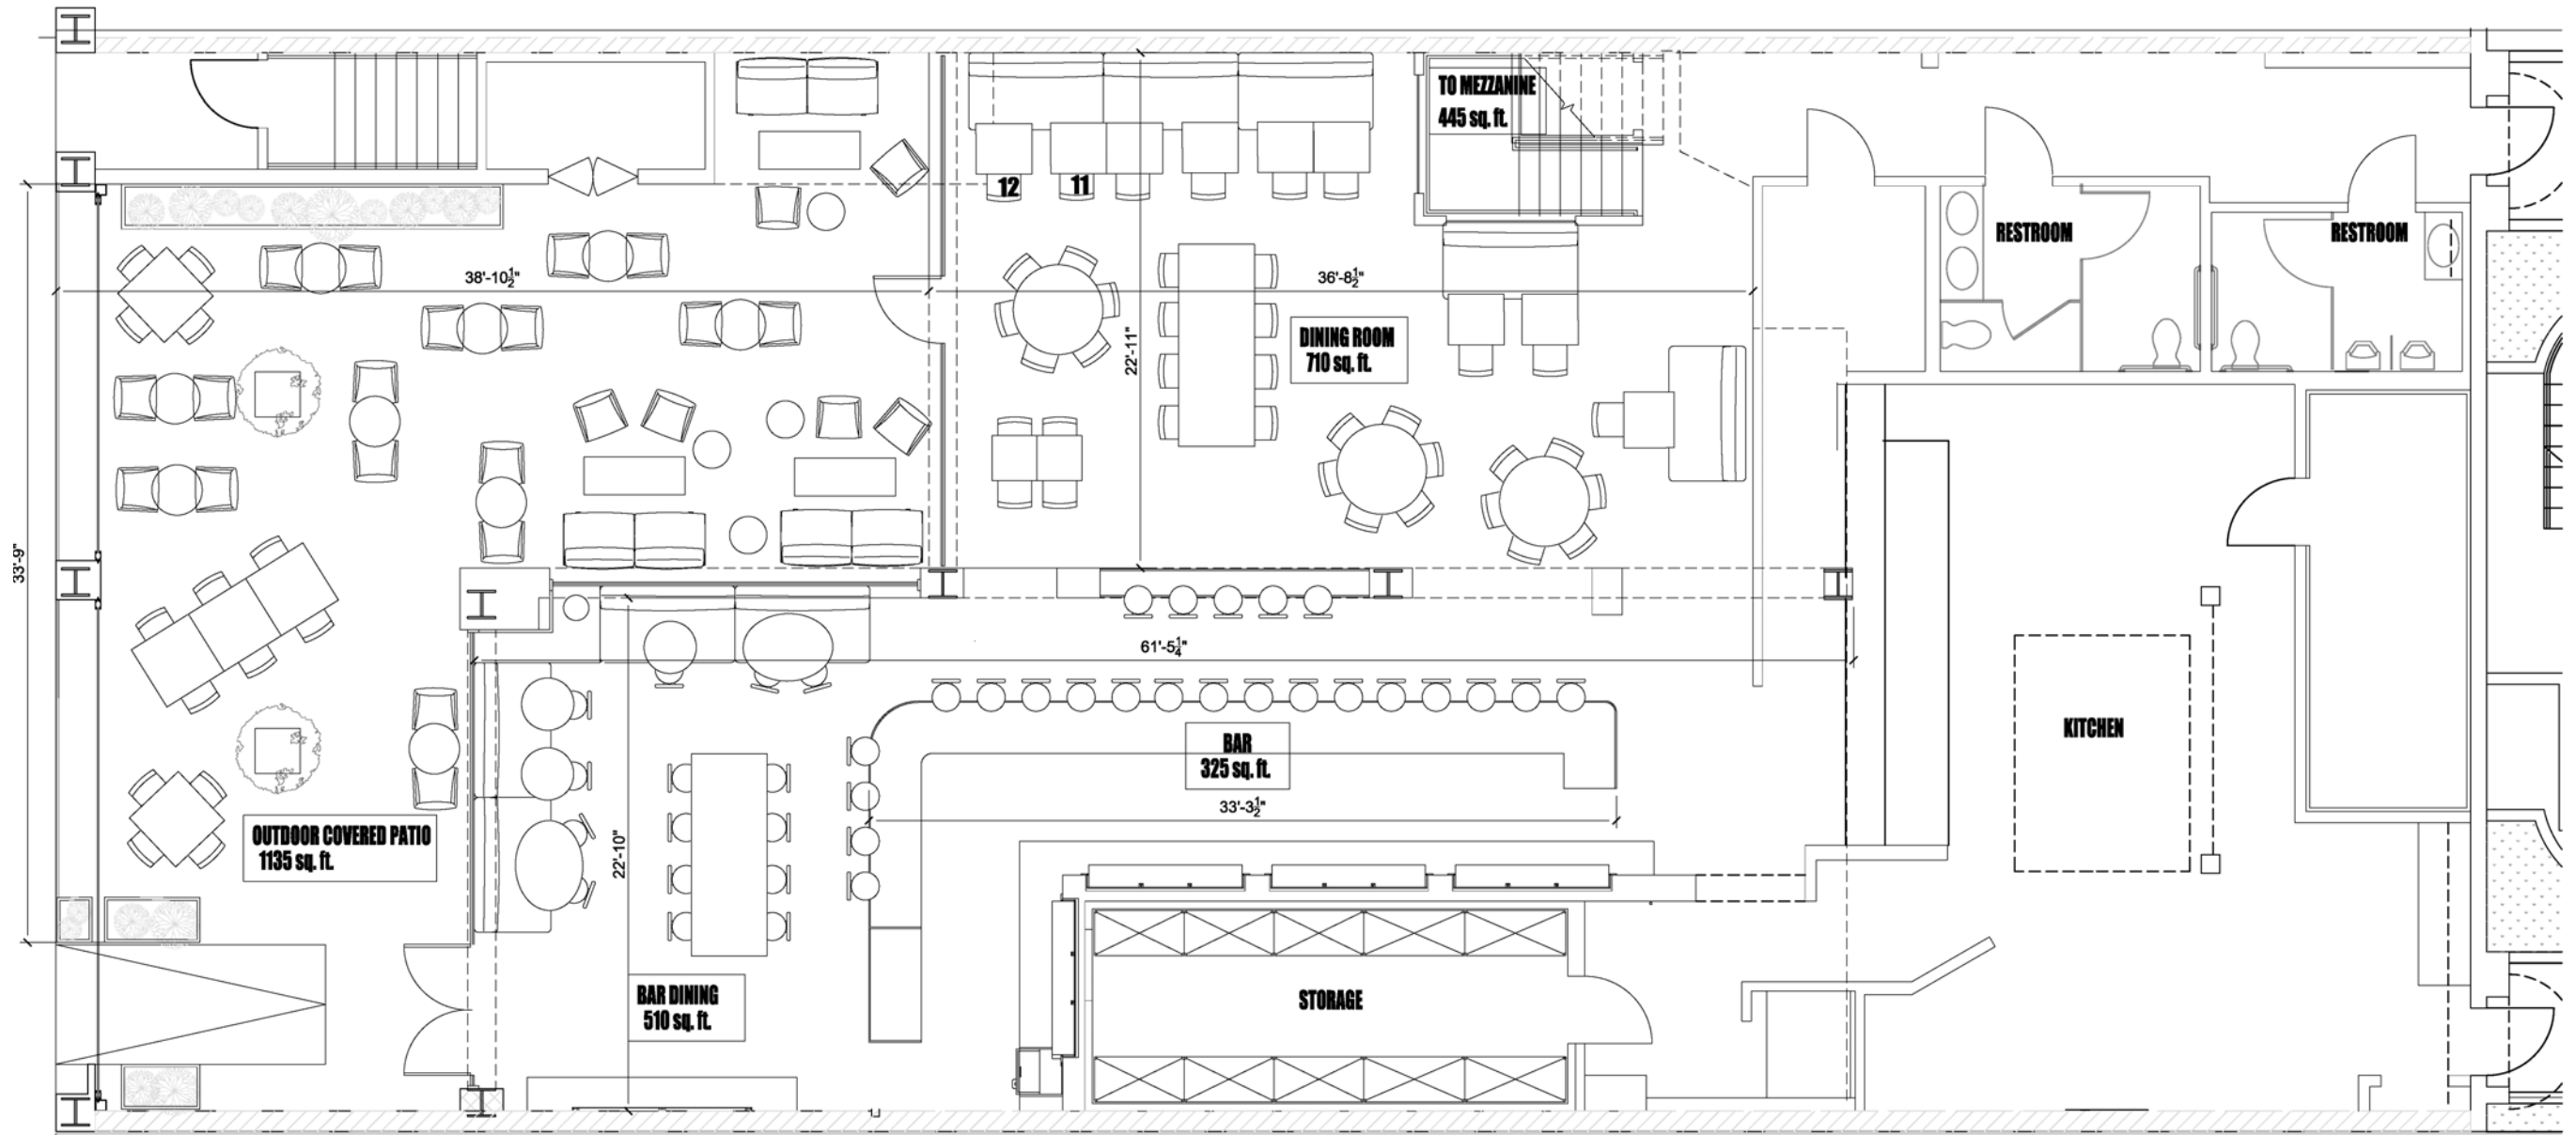 TO MEZZANINE
445 sq. ft.
12
11
RESTROOM
RESTROOM
38'-10½"
36'-8½"
22'-11"
DINING ROOM
710 sq. ft.
33'-9"
61'-5¼"
KITCHEN
BAR
325 sq. ft.
33'-3½"
OUTDOOR COVERED PATIO
1135 sq. ft.
22'-10"
BAR DINING
510 sq. ft.
STORAGE